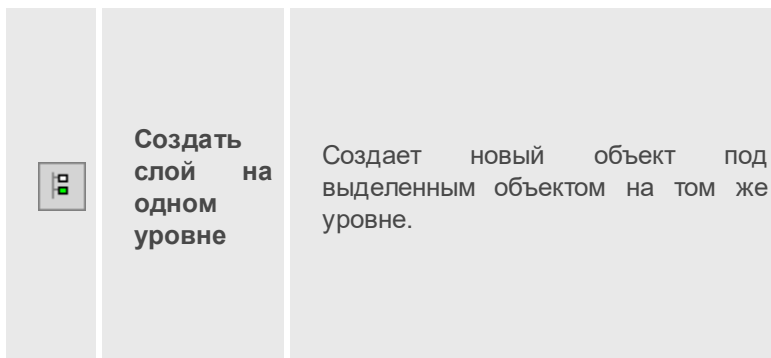 Создать
слой на
одном
уровне
Создает новый объект под
выделенным объектом на том же
уровне.